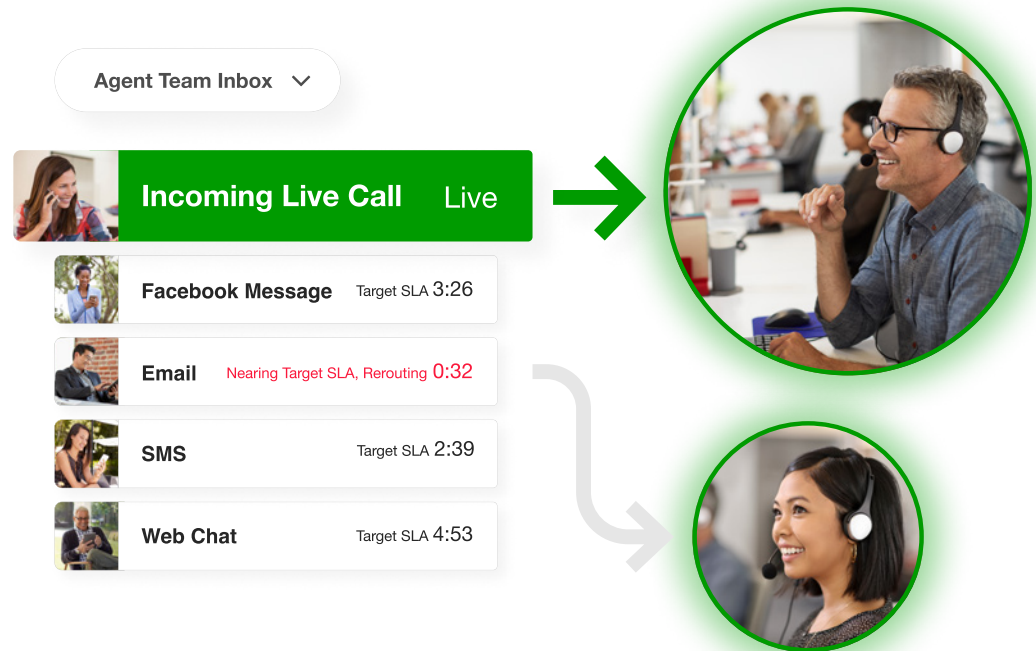 Agent Team Inbox
Incoming Live Call Live
Facebook Message Target SLA 3:26
Email Nearing Target SLA, Rerouting 0:32
SMS Target SLA 2:39
Web Chat Target SLA 4:53